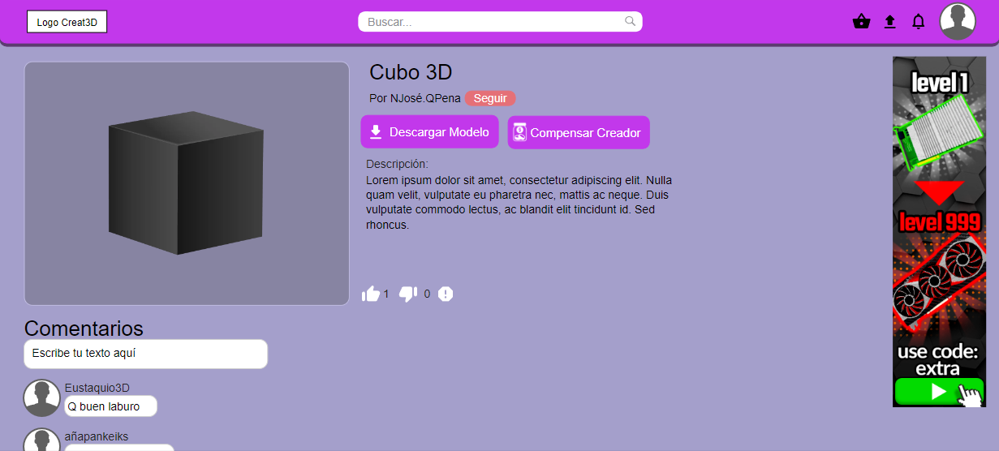 Logo Creat3D
Buscar...
Cubo 3D
Por NJosé.QPena Seguir
Descargar Modelo
Compensar Creador
Descripción:
Lorem ipsum dolor sit amet, consectetur adipiscing elit. Nulla
quam velit, vulputate eu pharetra nec, mattis ac neque. Duis
vulputate commodo lectus, ac blandit elit tincidunt id. Sed
rhoncus.
1
0
Comentarios
Escribe tu texto aquí
Eustaquio3D
Q buen laburo
añapankeiks
level 1
level 999
use code:
extra